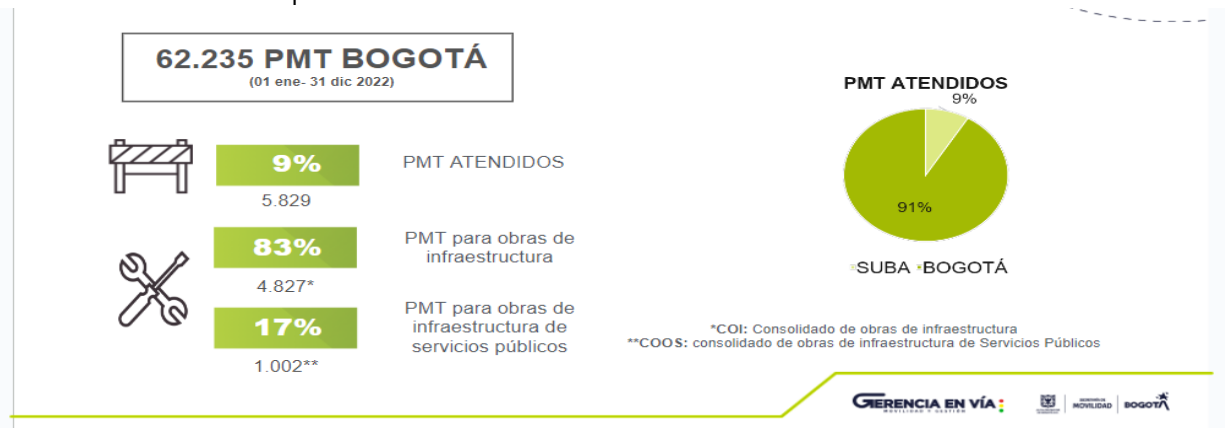 62.235 PMT BOGOTÁ
(01 ene- 31 dic 2022)
9%
PMT ATENDIDOS
5.829
83%
PMT para obras de
infraestructura
4.827*
17%
PMT para obras de
infraestructura de
servicios públicos
1.002**
PMT ATENDIDOS
9%
91%
SUBA BOGOTÁ
*COI: Consolidado de obras de infraestructura
**COOS: consolidado de obras de infraestructura de Servicios Públicos
GERENCIA EN VÍA
MOVILIDAD Y GESTIÓN
MOVILIDAD
BOGOTÁ